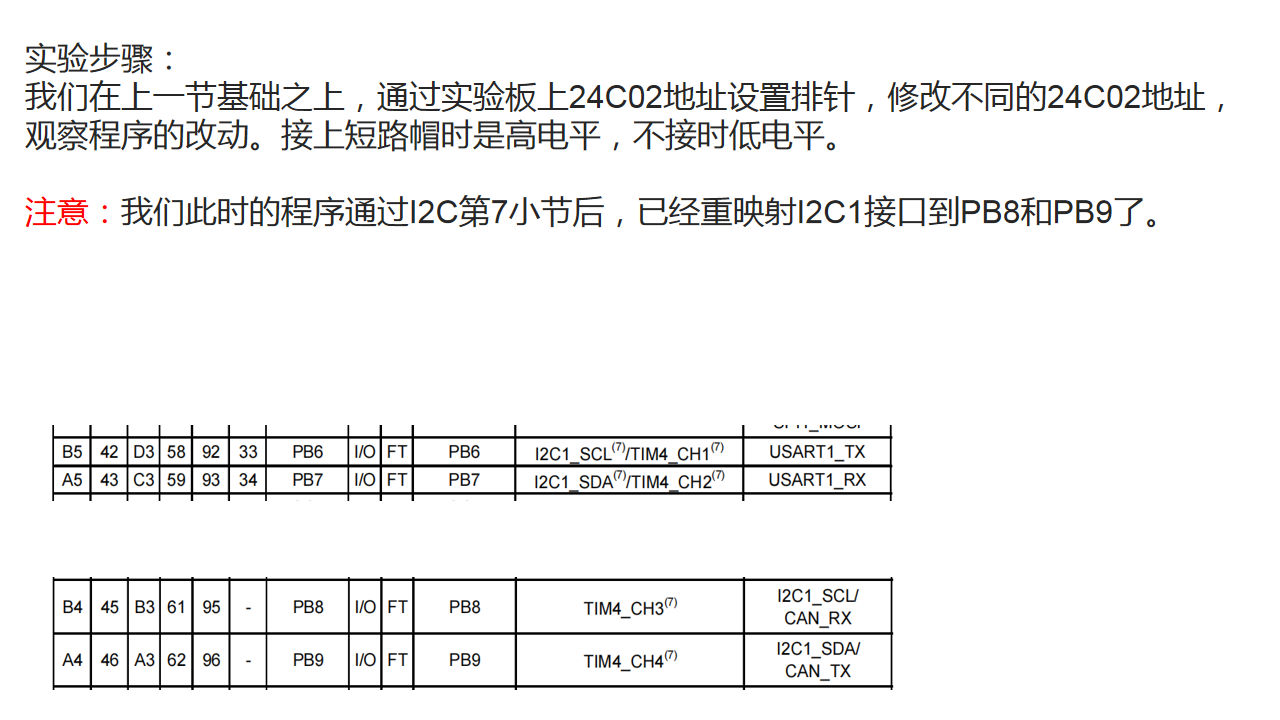 实验步骤：
我们在上一节基础之上，通过实验板上24C02地址设置排针，修改不同的24C02地址，
观察程序的改动。接上短路帽时是高电平，不接时低电平。
注意：我们此时的程序通过I2C第7小节后，已经重映射I2C1接口到PB8和PB9了。
B5 42 D3 58 92 33 PB6 I/O FT PB6 I2C1_SCL(7)/TIM4_CH1(7) USART1_TX
A5 43 C3 59 93 34 PB7 I/O FT PB7 I2C1_SDA(7)/TIM4_CH2(7) USART1_RX
B4 45 B3 61 95 - PB8 I/O FT PB8 TIM4_CH3(7) I2C1_SCL/
CAN_RX
A4 46 A3 62 96 - PB9 I/O FT PB9 TIM4_CH4(7) I2C1_SDA/
CAN_TX